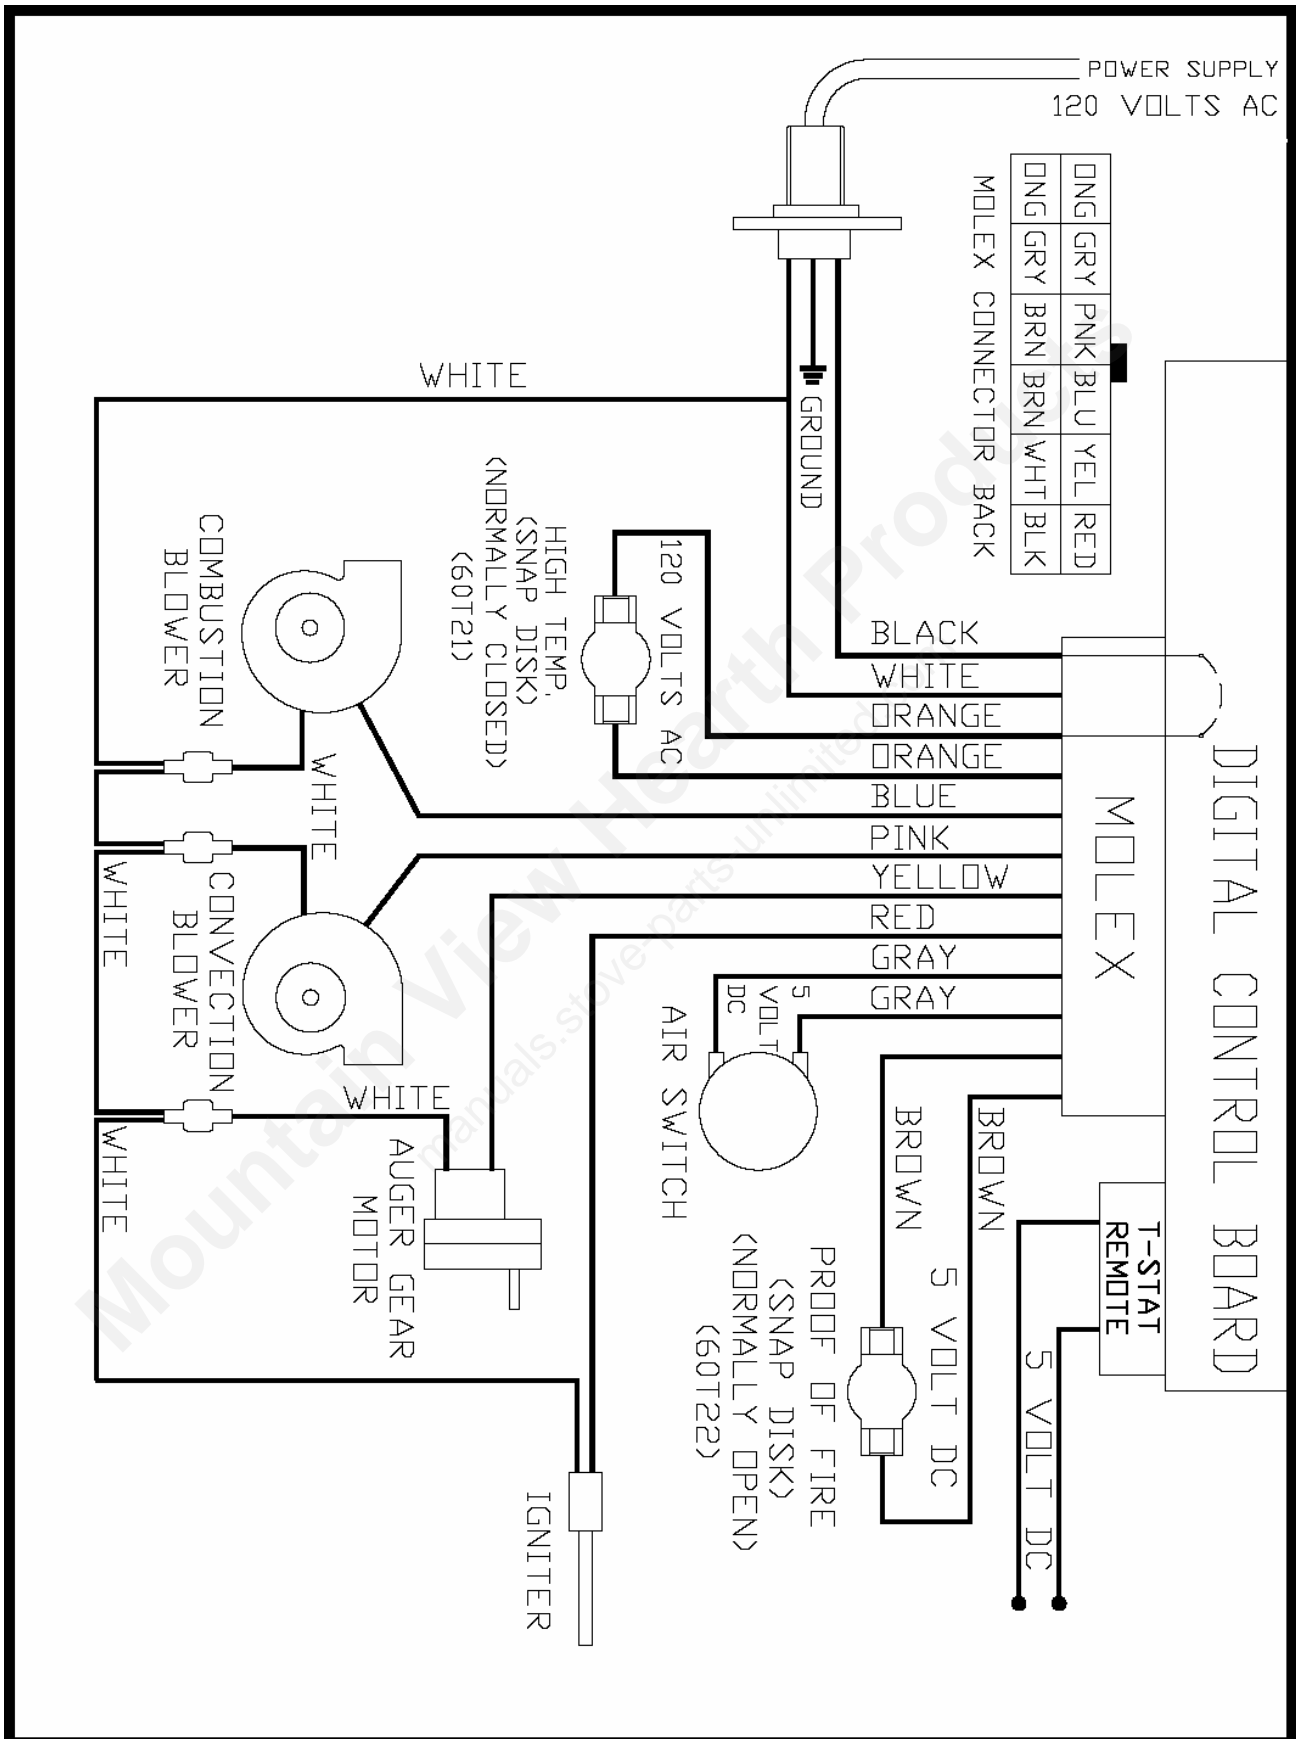 POWER SUPPLY
120 VOLTS AC
ONG GRY PNK BLU YEL RED
ONG GRY BRN BRN WHT BLK
MOLEX CONNECTOR BACK
GROUND
WHITE
COMBUSTION
BLOWER
HIGH TEMP.
(SNAP DISK)
(NORMALLY CLOSED)
(60T21)
120 VOLTS AC
BLACK
WHITE
ORANGE
ORANGE
BLUE
PINK
YELLOW
RED
GRAY
GRAY
MOLEX
DIGITAL CONTROL BOARD
WHITE
WHITE
CONVECTION
BLOWER
5
VOLT
DC
AIR SWITCH
WHITE
WHITE
AUGER GEAR
MOTOR
BROWN
BROWN
T-STAT
REMOTE
5 VOLT DC
5 VOLT DC
PROOF OF FIRE
(SNAP DISK)
(NORMALLY OPEN)
(60T22)
IGNITER
Mountain View Hearth Products
manuals.stove-parts-unlimited.com